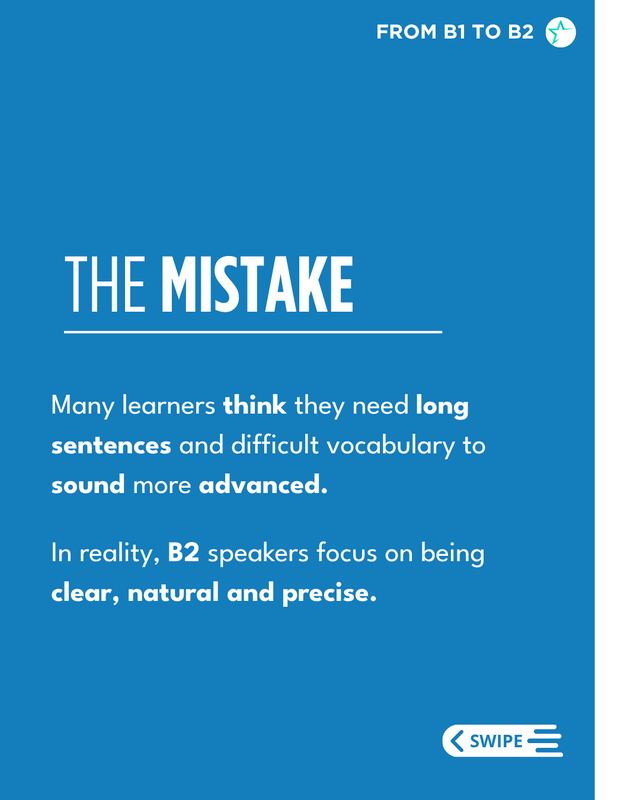 FROM B1 TO B2
THE MISTAKE
Many learners think they need long
sentences and difficult vocabulary to
sound more advanced.
In reality, B2 speakers focus on being
clear, natural and precise.
SWIPE